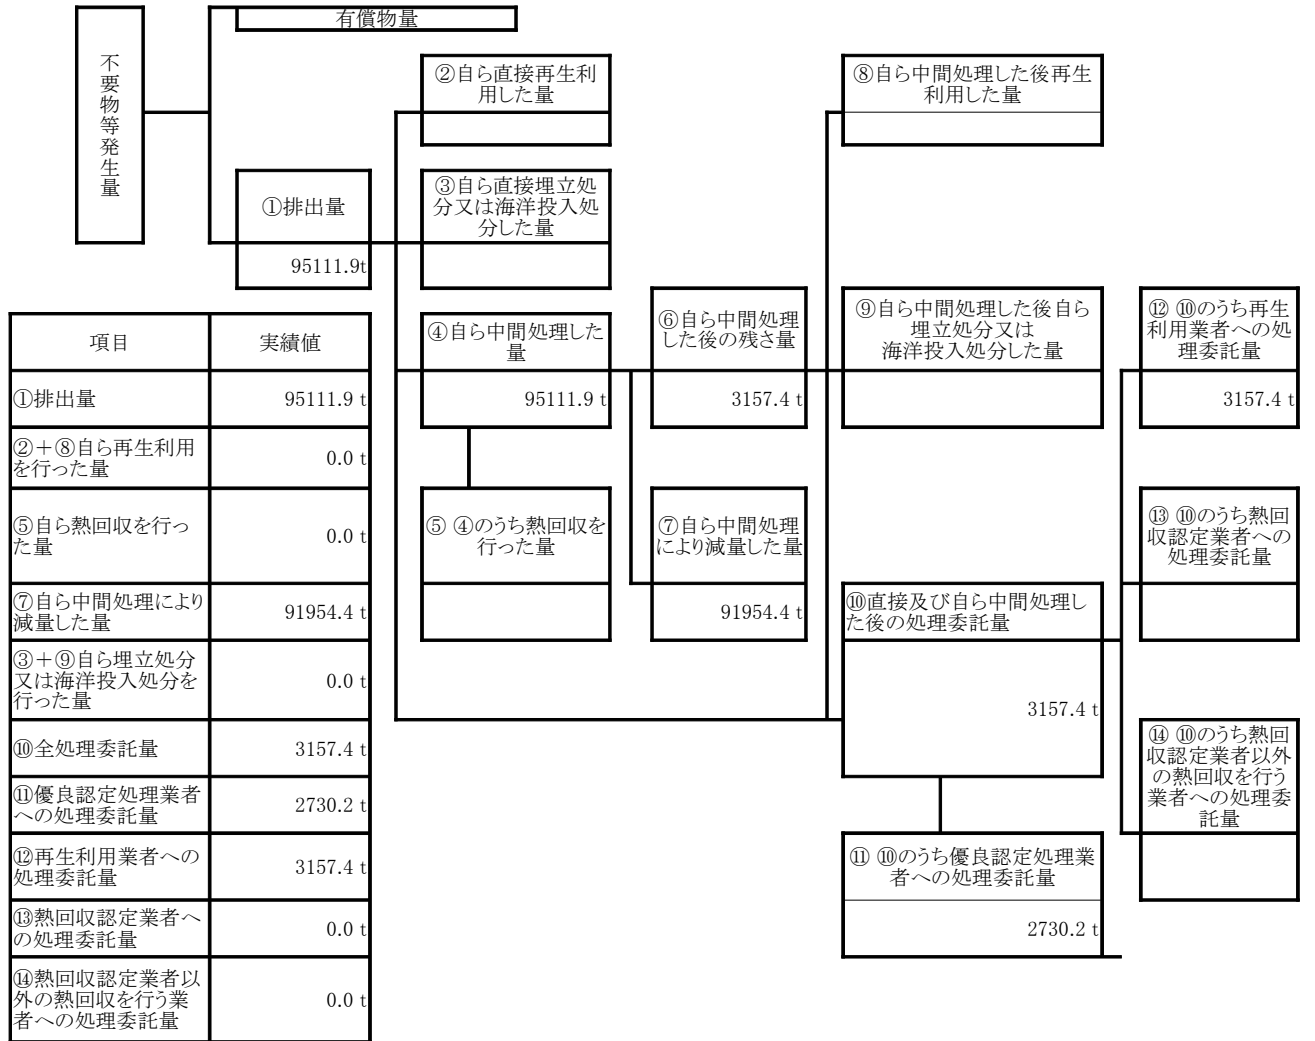 有償物量
不要物等発生量
②自ら直接再生利
用した量
⑧自ら中間処理した後再生
利用した量
①排出量
95111.9t
③自ら直接埋立処
分又は海洋投入処
分した量
④自ら中間処理した
量
95111.9 t
⑥自ら中間処理
した後の残さ量
3157.4 t
⑨自ら中間処理した後自ら
埋立処分又は
海洋投入処分した量
⑫ ⑩のうち再生
利用業者への処
理委託量
3157.4 t
⑤ ④のうち熱回収を
行った量
⑦自ら中間処理
により減量した量
91954.4 t
⑬ ⑩のうち熱回
収認定業者への
処理委託量
⑩直接及び自ら中間処理し
た後の処理委託量
3157.4 t
⑭ ⑩のうち熱回
収認定業者以外
の熱回収を行う
業者への処理委
託量
⑪ ⑩のうち優良認定処理業
者への処理委託量
2730.2 t
項目
実績値
①排出量
95111.9 t
②＋⑧自ら再生利用
を行った量
0.0 t
⑤自ら熱回収を行っ
た量
0.0 t
⑦自ら中間処理により
減量した量
91954.4 t
③＋⑨自ら埋立処分
又は海洋投入処分を
行った量
0.0 t
⑩全処理委託量
3157.4 t
⑪優良認定処理業者
への処理委託量
2730.2 t
⑫再生利用業者への
処理委託量
3157.4 t
⑬熱回収認定業者へ
の処理委託量
0.0 t
⑭熱回収認定業者以
外の熱回収を行う業
者への処理委託量
0.0 t